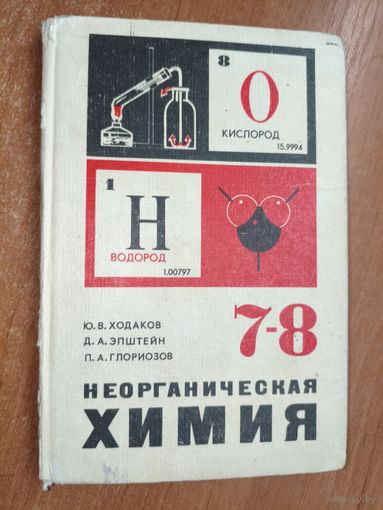 8
О
КИСЛОРОД
15,9994
1
Н
ВОДОРОД
1,00797
7-8
Ю. В. ХОДАКОВ
Д. А. ЭПШТЕЙН
П. А. ГЛОРИОЗОВ
НЕОРГАНИЧЕСКАЯ
ХИМИЯ